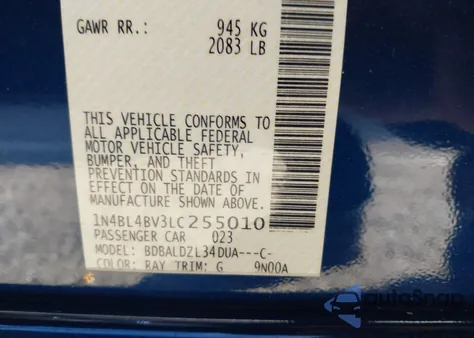 GAWR RR.: 945 KG
2083 LB
THIS VEHICLE CONFORMS TO
ALL APPLICABLE FEDERAL
MOTOR VEHICLE SAFETY,
BUMPER, AND THEFT
PREVENTION STANDARDS IN
EFFECT ON THE DATE OF
MANUFACTURE SHOWN ABOVE.
1N4BL4BV3LC255010
PASSENGER CAR 023
MODEL: BDBALDZL34DUA---C-
COLOR: RAY TRIM: G 9N00A
autoSnap